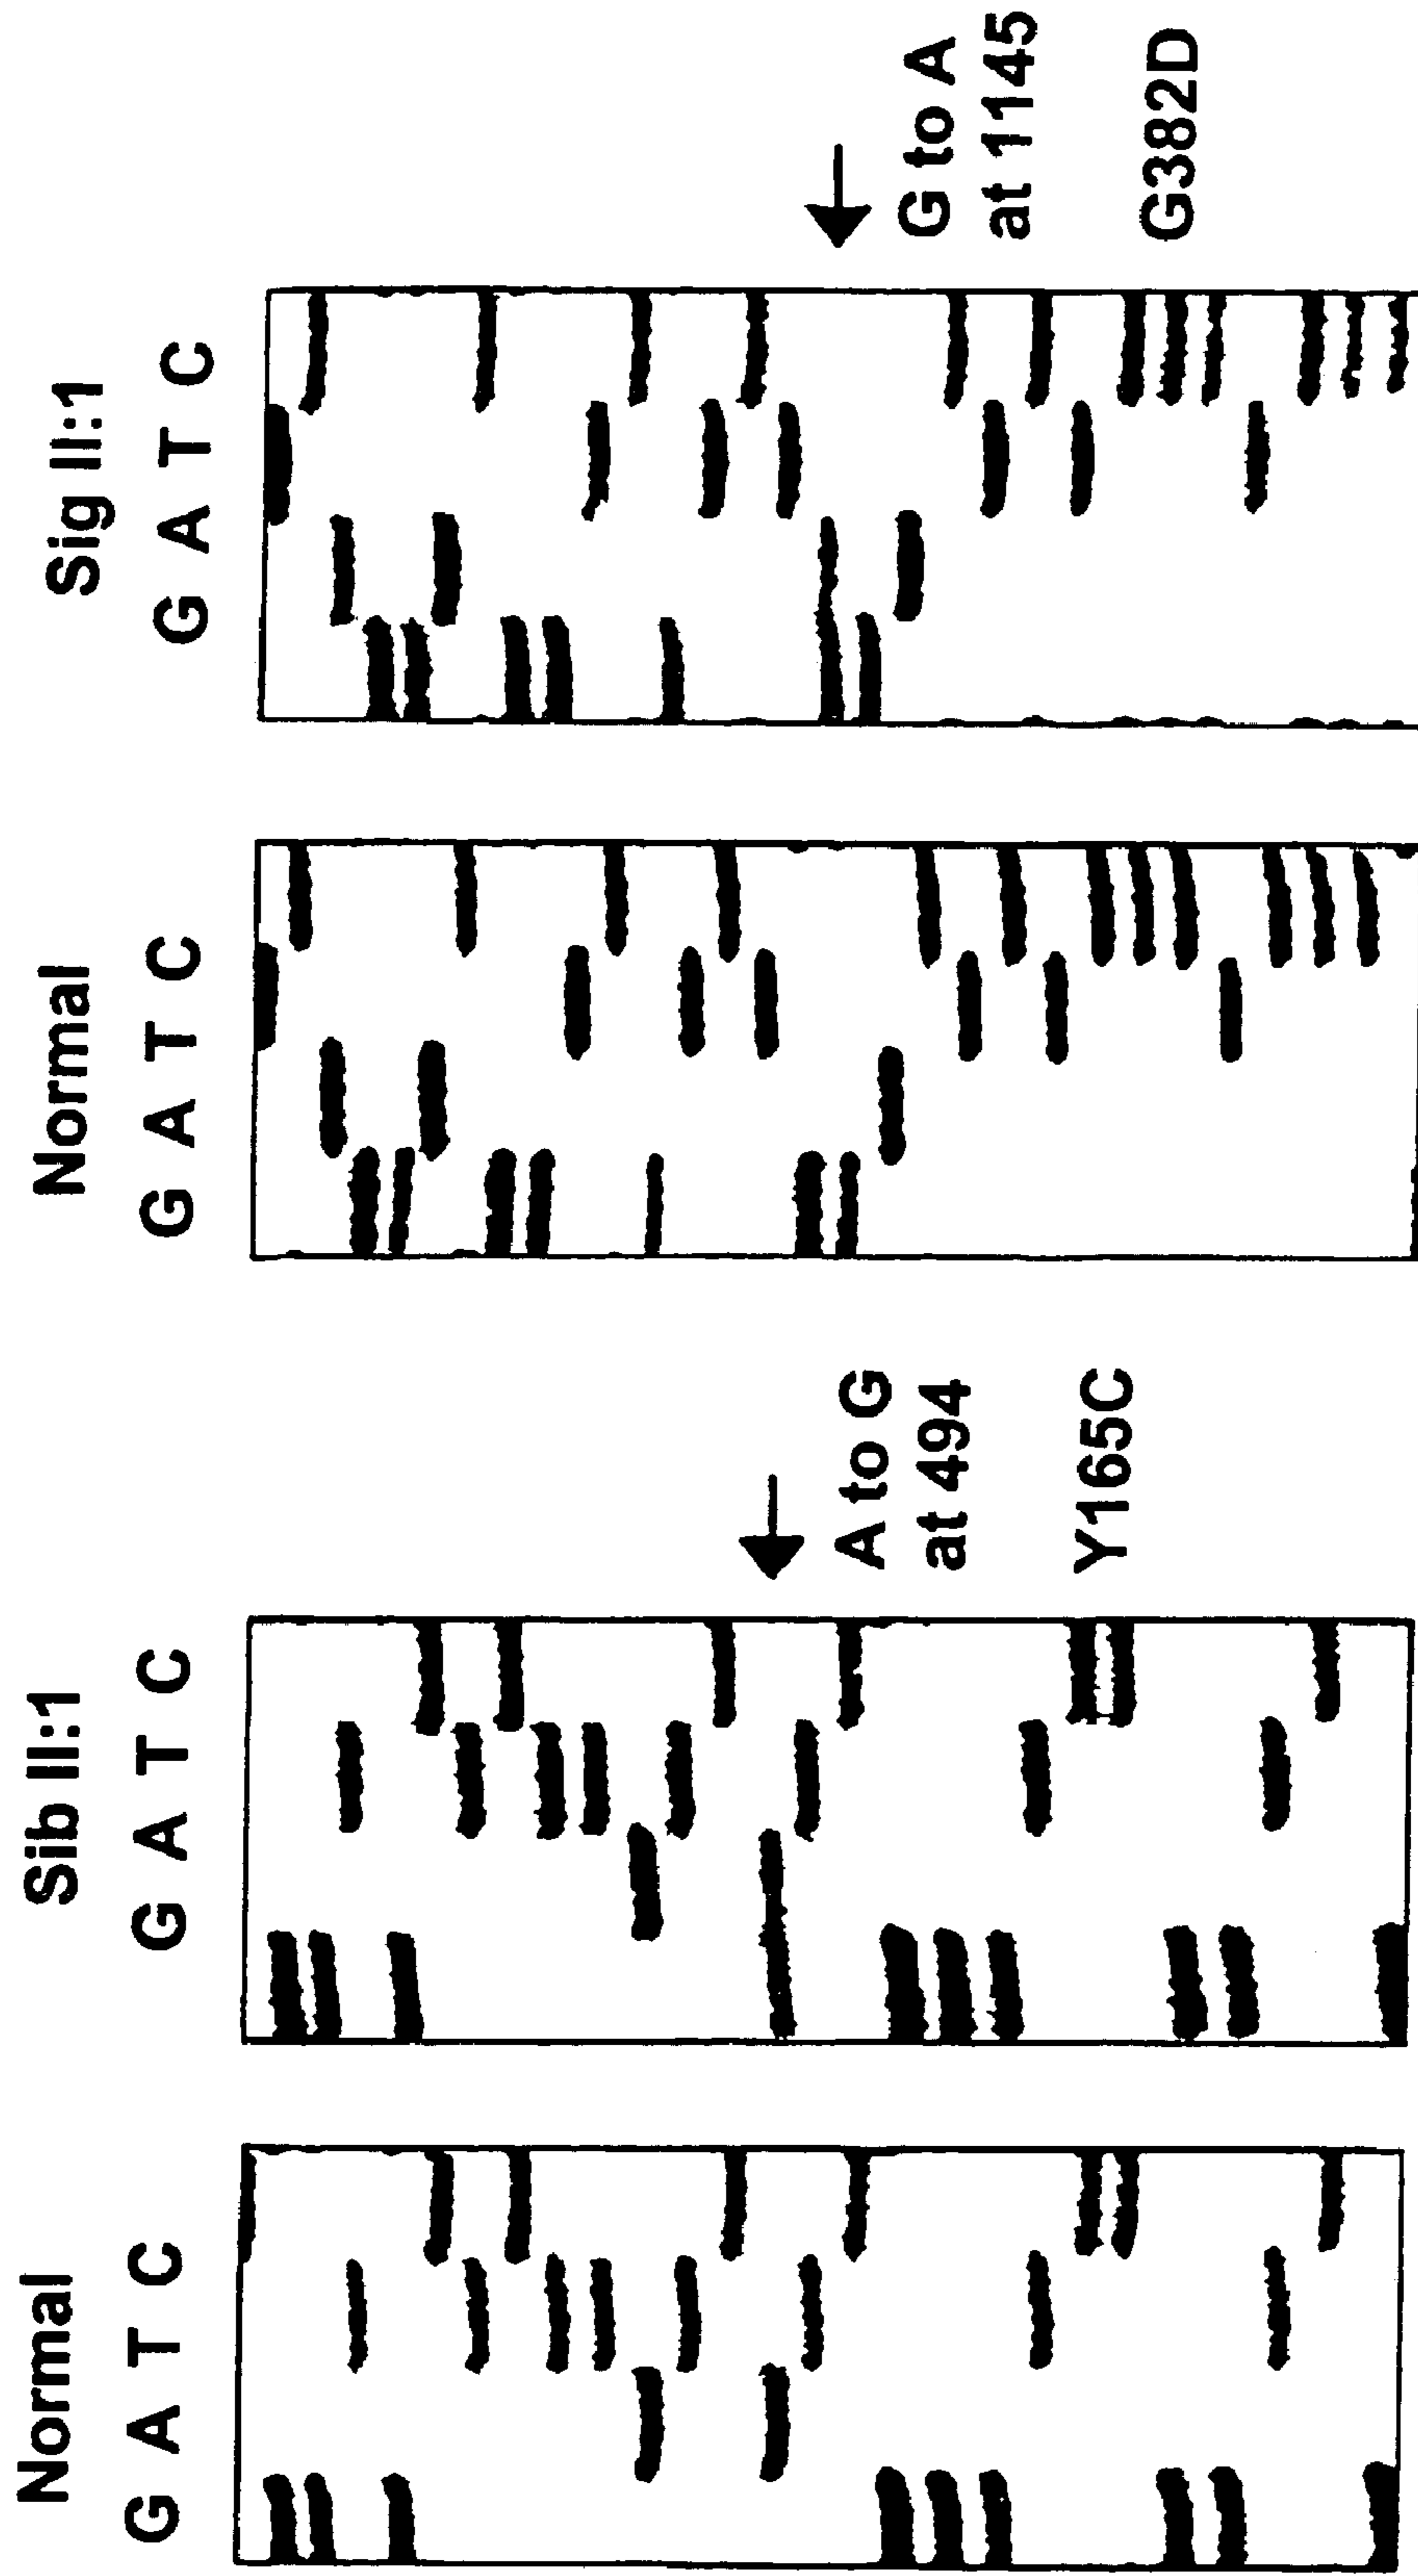 Normal
G A T C
Sib II:1
G A T C
A to G
at 494
Y165C
Normal
G A T C
Sig II:1
G A T C
G to A
at 1145
G382D